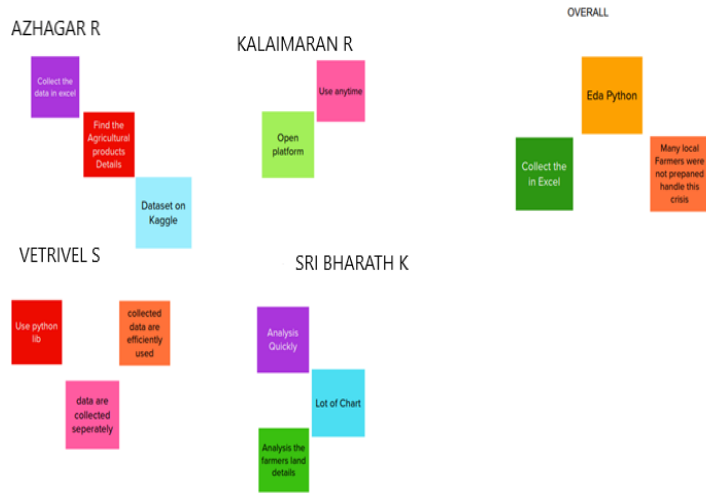 AZHAGAR R
Collect the
data in excel
Find the
Agricultural
products
Details
Dataset on
Kaggle
KALAIMARAN R
Use anytime
Open
platform
OVERALL
Eda Python
Collect the
in Excel
Many local
Farmers were
not prepaned
handle this
crisis
VETRIVEL S
Use python
lib
collected
data are
efficiently
used
data are
collected
seperately
SRI BHARATH K
Analysis
Quickly
Lot of Chart
Analysis the
farmers land
details